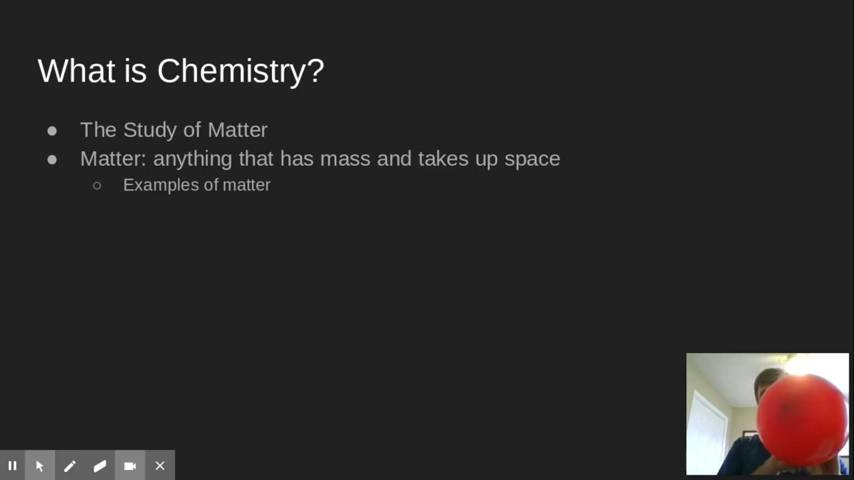 What is Chemistry?
The Study of Matter
Matter: anything that has mass and takes up space
Examples of matter